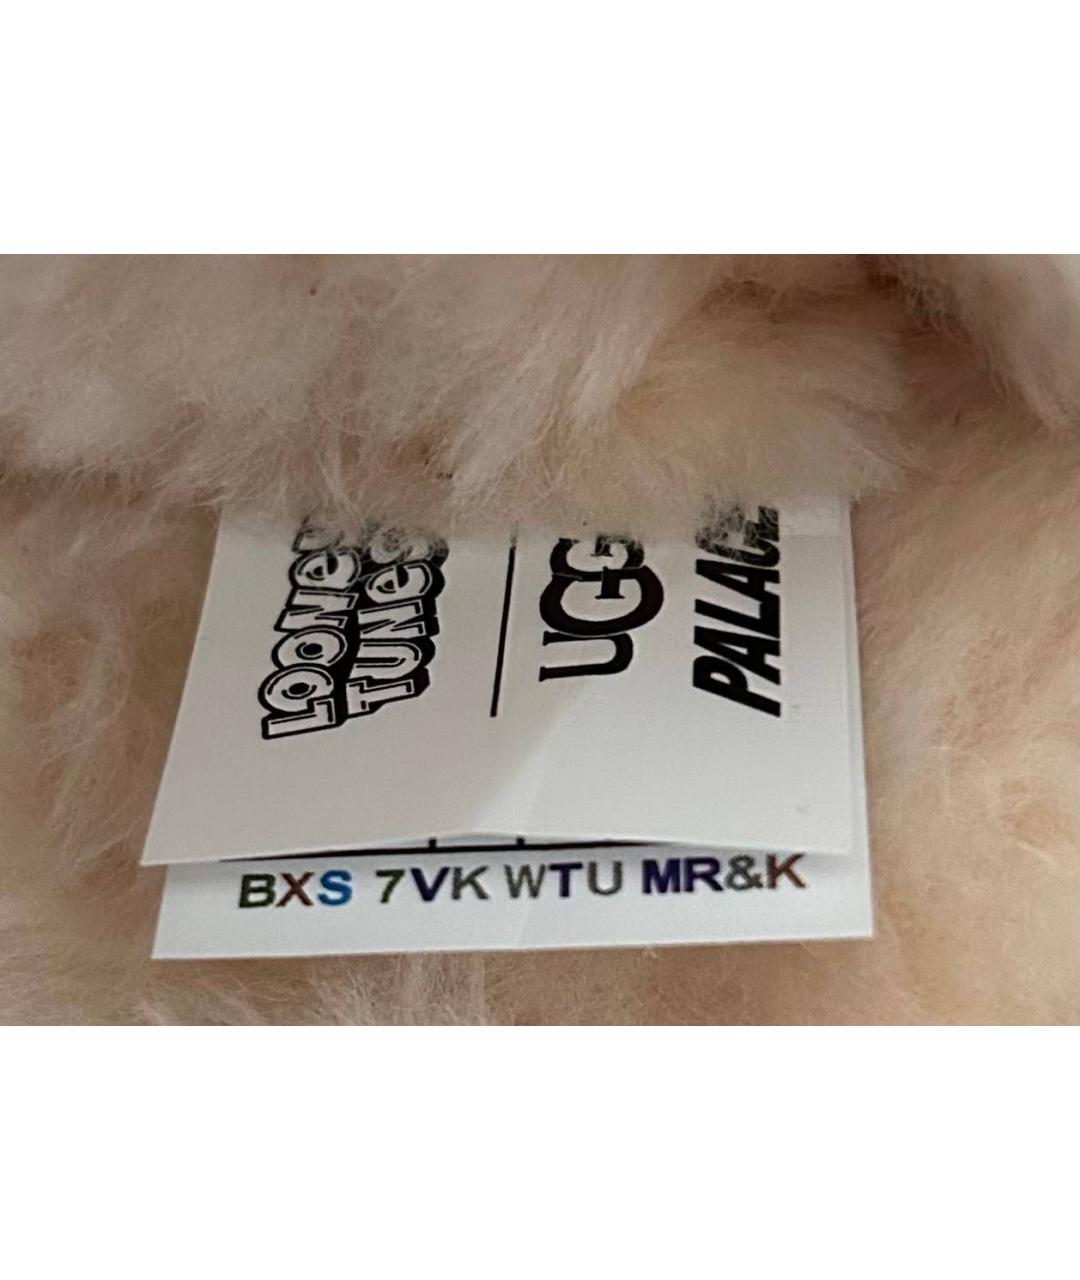 LOONEY
TUNES
UGG
PALACE
BXS 7VK WTU MR&K